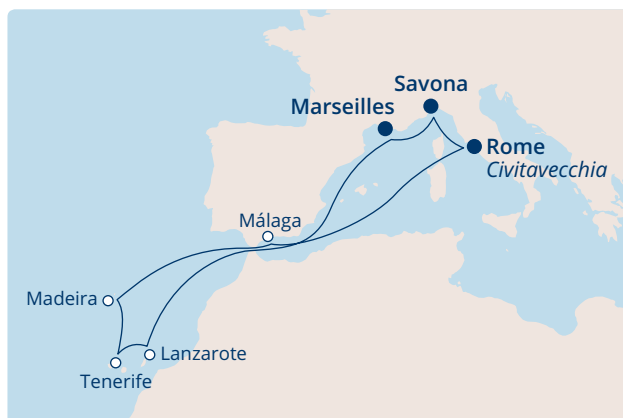 Savona
Marseilles
Rome
Civitavecchia
Málaga
Madeira
Lanzarote
Tenerife